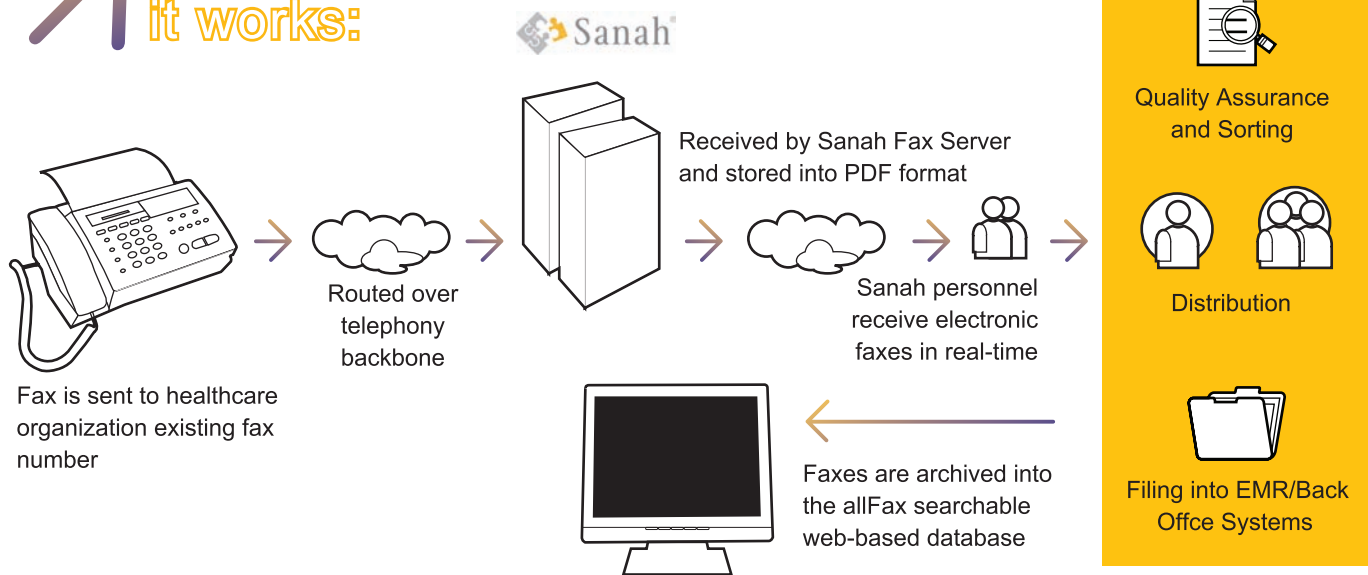 it works:
Sanah
Quality Assurance
and Sorting
Received by Sanah Fax Server
and stored into PDF format
Routed over
telephony
backbone
Sanah personnel
receive electronic
faxes in real-time
Distribution
Fax is sent to healthcare
organization existing fax
number
Faxes are archived into
the allFax searchable
web-based database
Filing into EMR/Back
Offce Systems